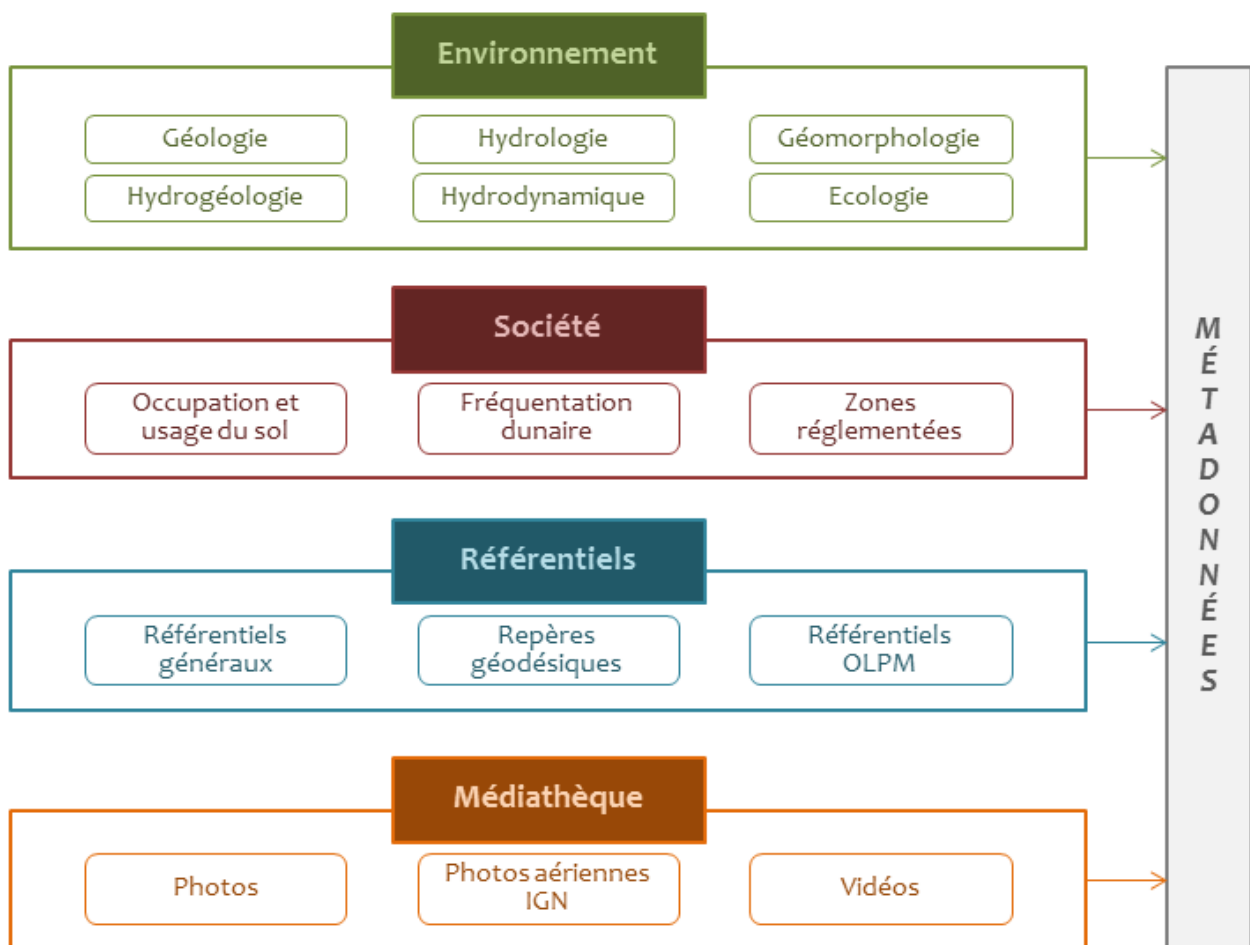 Environnement
Géologie
Hydrologie
Géomorphologie
Hydrogéologie
Hydrodynamique
Ecologie
Société
Occupation et
usage du sol
Fréquentation
dunaire
Zones
réglementées
Référentiels
Référentiels
généraux
Repères
géodésiques
Référentiels
OLPM
Médiathèque
Photos
Photos aériennes
IGN
Vidéos
MÉTADONNÉES